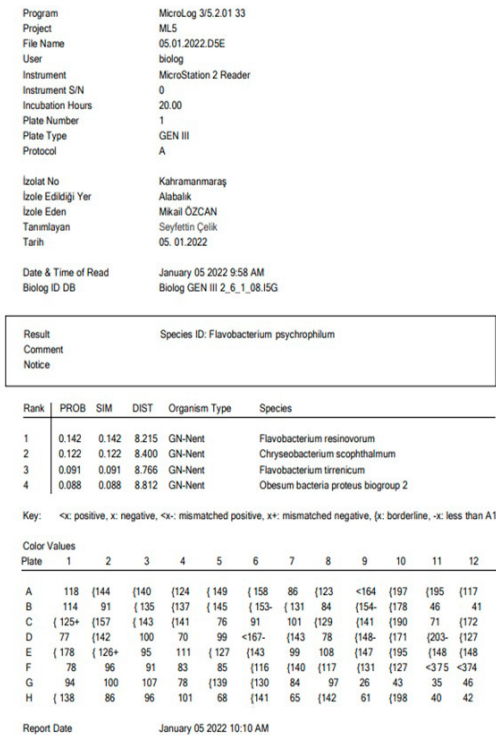 Program MicroLog 3/5.2.01 33
Project ML5
File Name 05.01.2022.D5E
User biolog
Instrument MicroStation 2 Reader
Instrument S/N 0
Incubation Hours 20.00
Plate Number 1
Plate Type GEN III
Protocol A
İzolat No Kahramanmaraş
İzole Edildiği Yer Alabalık
İzole Eden Mikail ÖZCAN
Tanımlayan Seyfettin Çelik
Tarih 05. 01.2022
Date & Time of Read January 05 2022 9:58 AM
Biolog ID DB Biolog GEN III 2_6_1_08.I5G
Result Species ID: Flavobacterium psychrophilum
Comment
Notice
Rank PROB SIM DIST Organism Type Species
1 0.142 0.142 8.215 GN-Nent Flavobacterium resinovorum
2 0.122 0.122 8.400 GN-Nent Chryseobacterium scophthalmum
3 0.091 0.091 8.766 GN-Nent Flavobacterium tirrenicum
4 0.088 0.088 8.812 GN-Nent Obesum bacteria proteus biogroup 2
Key: <x: positive, x: negative, <x-: mismatched positive, x+: mismatched negative, {x: borderline, -x: less than A1
Color Values
Plate 1 2 3 4 5 6 7 8 9 10 11 12
A 118 {144 {140 {124 { 149 { 158 86 {123 <164 {197 {195 {117
B 114 91 { 135 {137 { 145 { 153- { 131 84 {154- {178 46 41
C { 125+ {157 { 143 {141 76 91 101 {129 {141 {190 71 {172
D 77 {142 100 70 99 <167- {143 78 {148- {171 {203- {127
E {178 { 126+ 95 111 { 127 {143 99 108 {147 {195 {148 {148
F 78 96 91 83 85 {116 {140 {117 {131 {127 <375 <374
G 94 100 107 78 {139 {130 84 97 26 43 35 46
H { 138 86 96 101 68 {141 65 {142 61 {198 40 42
Report Date January 05 2022 10:10 AM